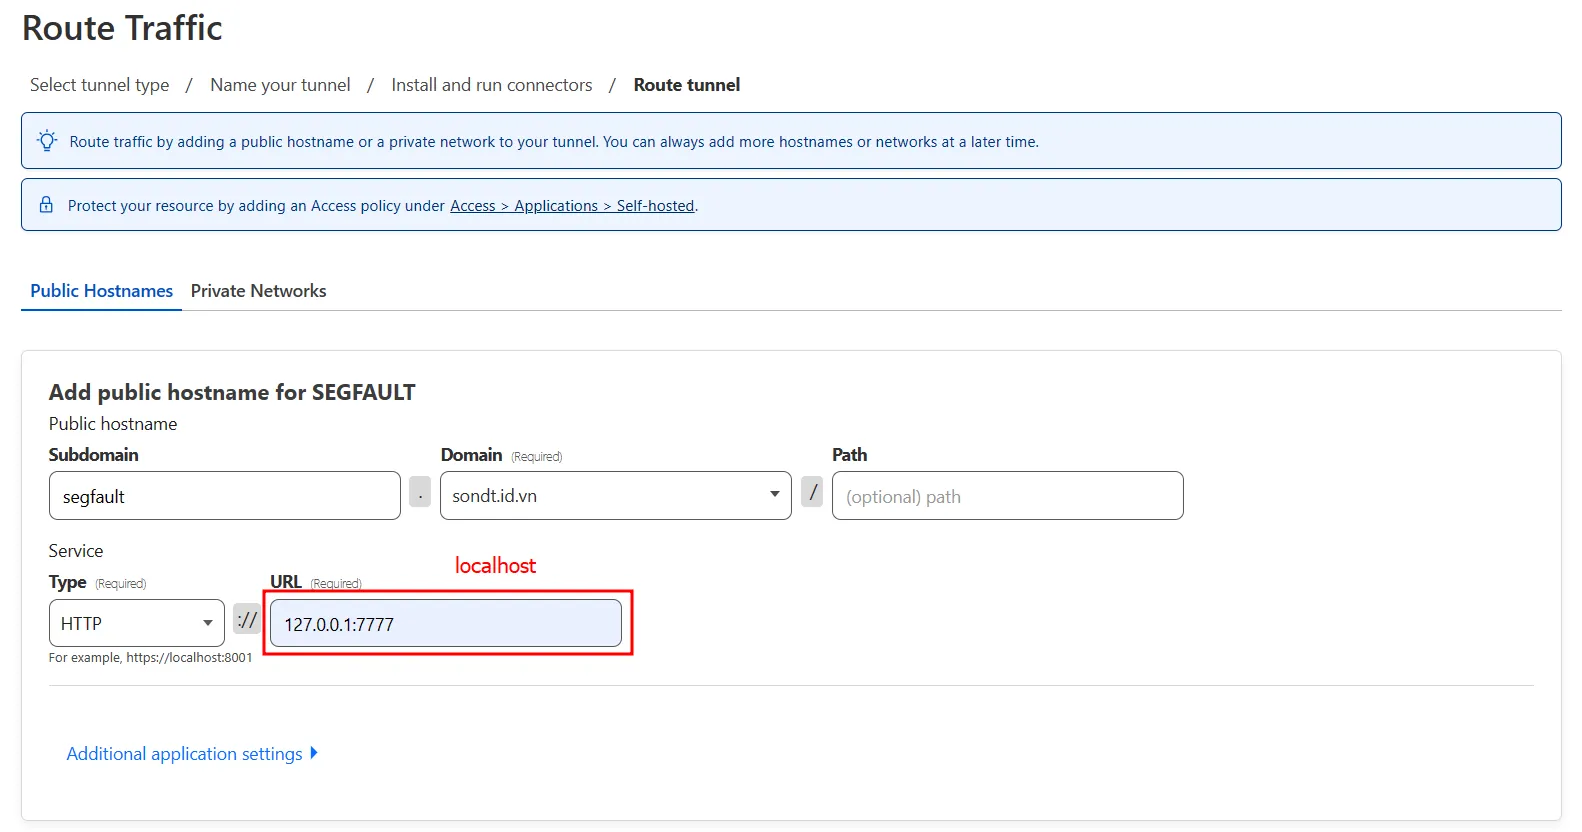 Route Traffic
Select tunnel type / Name your tunnel / Install and run connectors / Route tunnel
Route traffic by adding a public hostname or a private network to your tunnel. You can always add more hostnames or networks at a later time.
Protect your resource by adding an Access policy under Access > Applications > Self-hosted.
Public Hostnames Private Networks
Add public hostname for SEGFAULT
Public hostname
Subdomain Domain (Required) Path
segfault . sondt.id.vn / (optional) path
Service
localhost
Type (Required) URL (Required)
HTTP :// 127.0.0.1:7777
For example, https://localhost:8001
Additional application settings